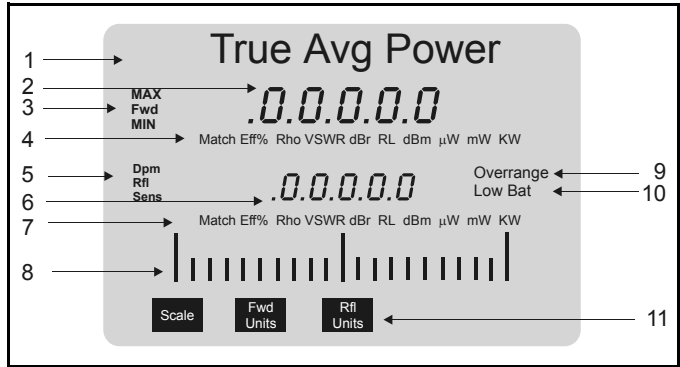 True Avg Power
1
2
.0.0.0.0.0
MAX
3
Fwd
MIN
4
Match Eff% Rho VSWR dBr RL dBm µW mW KW
5
Dpm
Rfl
Sens
6
.0.0.0.0.0
Overrange
9
Low Bat
10
7
Match Eff% Rho VSWR dBr RL dBm µW mW KW
8
Scale
Fwd
Units
Rfl
Units
11